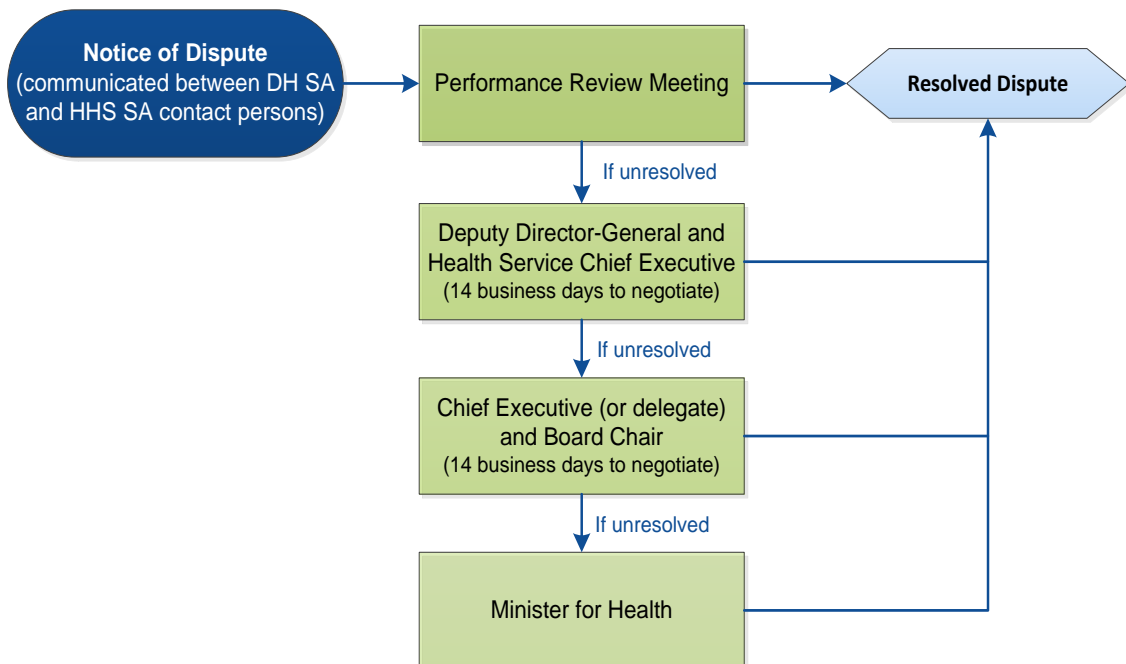 Notice of Dispute
(communicated between DH SA
and HHS SA contact persons)
Performance Review Meeting
Resolved Dispute
If unresolved
Deputy Director-General and
Health Service Chief Executive
(14 business days to negotiate)
If unresolved
Chief Executive (or delegate)
and Board Chair
(14 business days to negotiate)
If unresolved
Minister for Health